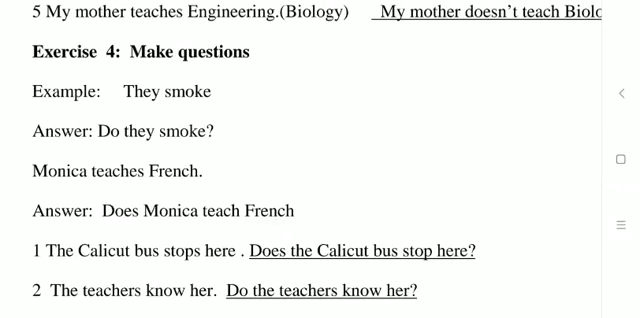 5 My mother teaches Engineering.(Biology) My mother doesn't teach
Exercise 4: Make questions
Example: They smoke
Answer: Do they smoke?
Monica teaches French.
Answer: Does Monica teach French
1 The Calicut bus stops here . Does the Calicut bus stop here?
2 The teachers know her. Do the teachers know her?